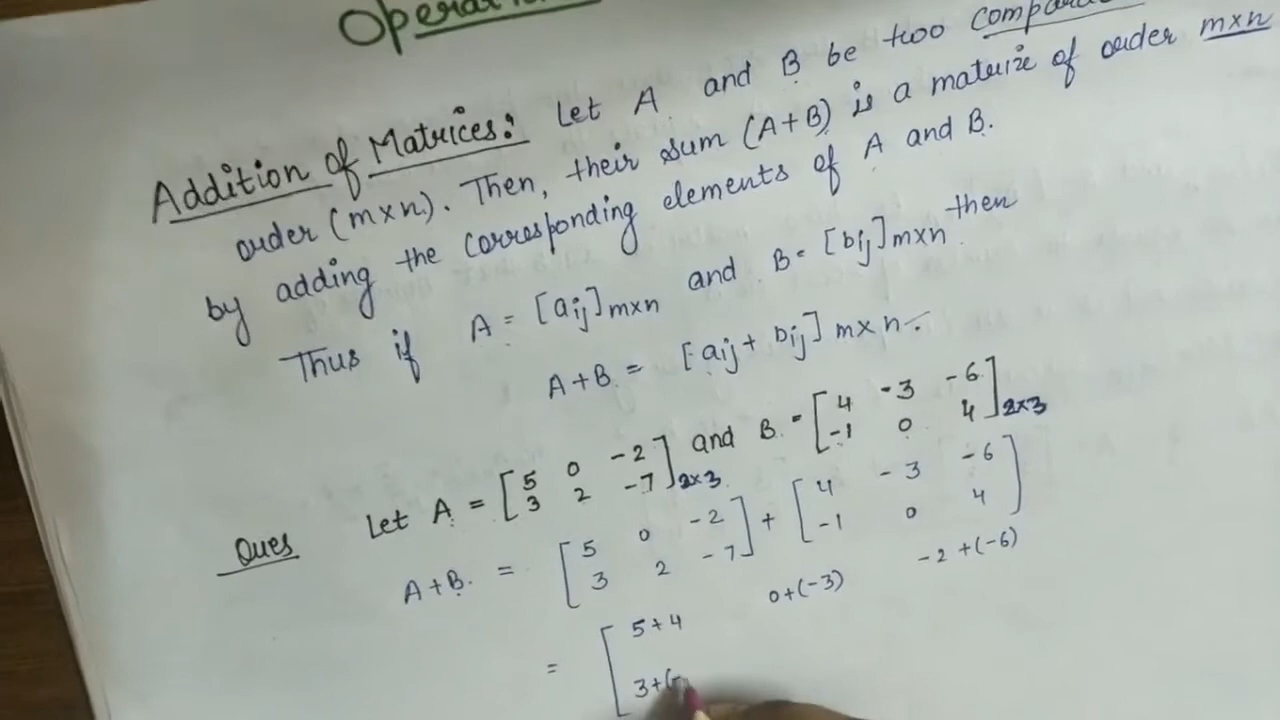 Addition of Matrices: Let A and B be two
order (m×n). Then, their sum (A+B) is a matrix of order m×n
by adding the corresponding elements of A and B.
Thus if A = [aij]m×n and B = [bij]m×n then
A+B = [aij + bij] m×n.
Ques Let A = [5 0 -2
3 2 -7]2×3 and B = [4 -3 -6
-1 0 4]2×3
A+B = [5 0 -2
3 2 -7] + [4 -3 -6
-1 0 4]
= [5+4 0+(-3) -2+(-6)
3+(-